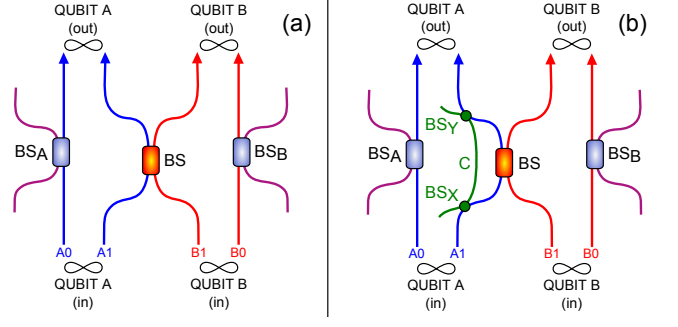 QUBIT A
(out)
QUBIT B
(out)
(a)
BSA
BS
BSB
A0
A1
B1
B0
QUBIT A
(in)
QUBIT B
(in)
QUBIT A
(out)
QUBIT B
(out)
(b)
BSY
BSA
C
BS
BSB
BSX
A0
A1
B1
B0
QUBIT A
(in)
QUBIT B
(in)